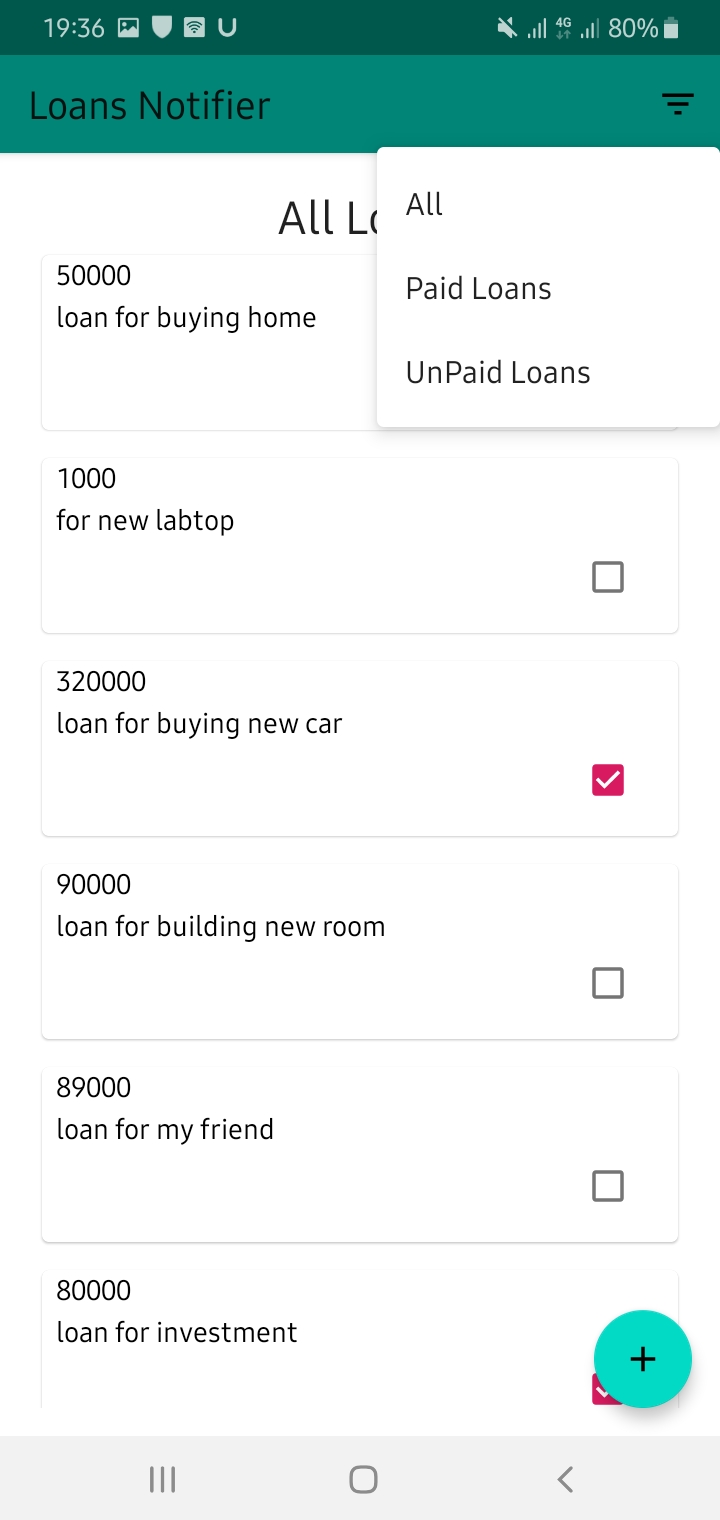 19:36
4G
80%
Loans Notifier
All
Paid Loans
UnPaid Loans
All Lo
50000
loan for buying home
1000
for new labtop
320000
loan for buying new car
90000
loan for building new room
89000
loan for my friend
80000
loan for investment